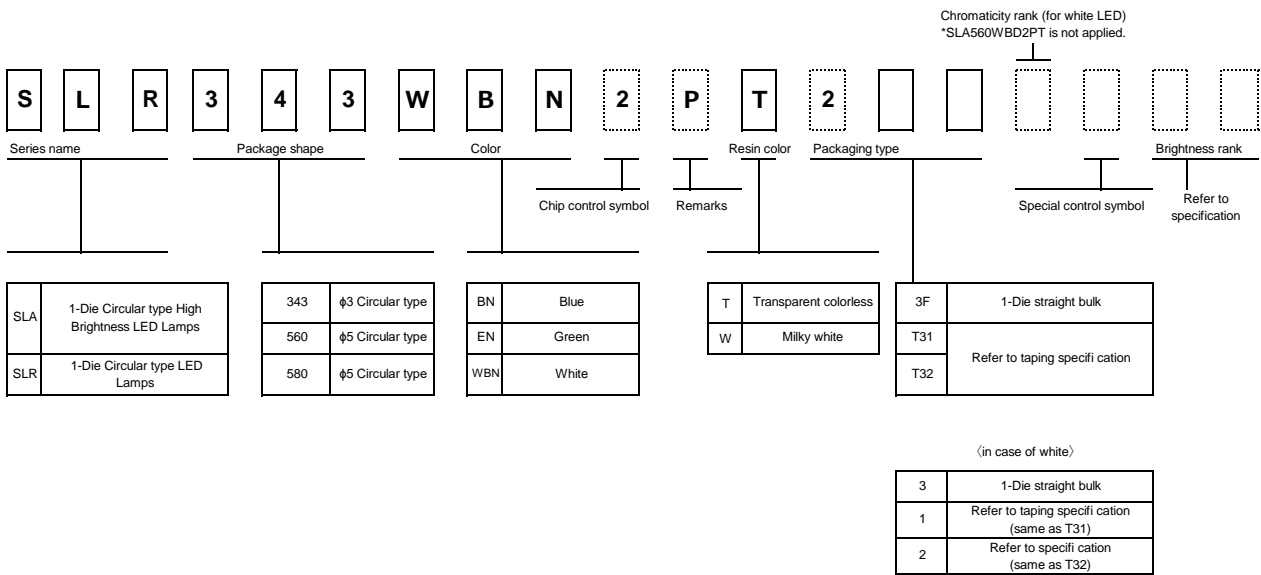 Chromaticity rank (for white LED)
*SLA560WBD2PT is not applied.
S L R 3 4 3 W B N 2 P T 2
Series name
Package shape
Color
Resin color
Packaging type
Brightness rank
Chip control symbol
Remarks
Special control symbol
Refer to
specification
SLA
1-Die Circular type High
Brightness LED Lamps
SLR
1-Die Circular type LED
Lamps
343 ϕ3 Circular type
560 ϕ5 Circular type
580 ϕ5 Circular type
BN Blue
EN Green
WBN White
T Transparent colorless
W Milky white
3F 1-Die straight bulk
T31
T32
Refer to taping specifi cation
〈in case of white〉
3 1-Die straight bulk
1
Refer to taping specifi cation
(same as T31)
2
Refer to specifi cation
(same as T32)